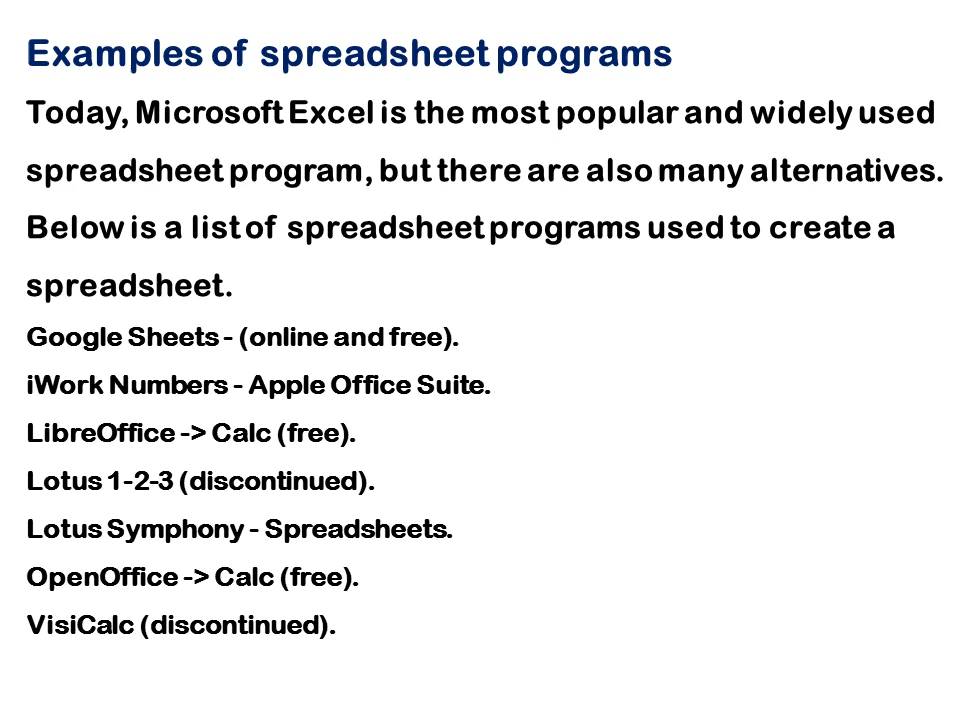 Examples of spreadsheet programs
Today, Microsoft Excel is the most popular and widely used
spreadsheet program, but there are also many alternatives.
Below is a list of spreadsheet programs used to create a
spreadsheet.
Google Sheets - (online and free).
iWork Numbers - Apple Office Suite.
LibreOffice -> Calc (free).
Lotus 1-2-3 (discontinued).
Lotus Symphony - Spreadsheets.
OpenOffice -> Calc (free).
VisiCalc (discontinued).